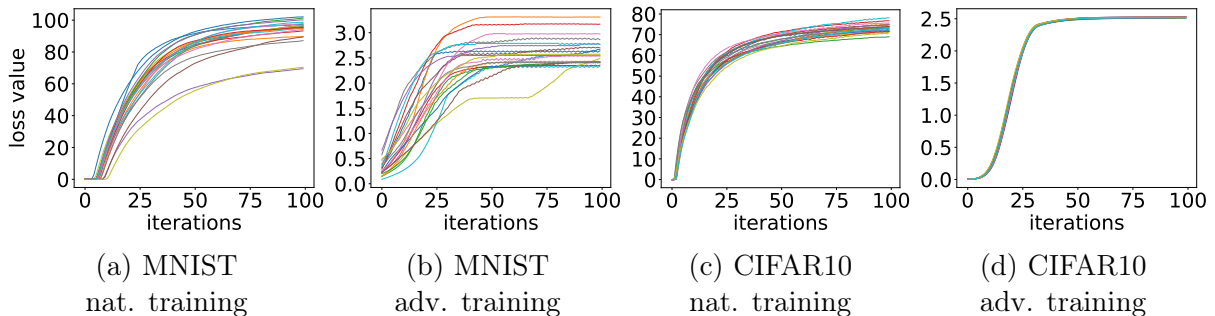 loss value
100
80
60
40
20
0
0 25 50 75 100
iterations
3.0
2.5
2.0
1.5
1.0
0.5
0.0
0 25 50 75 100
iterations
80
70
60
50
40
30
20
10
0
0 25 50 75 100
iterations
2.5
2.0
1.5
1.0
0.5
0.0
0 25 50 75 100
iterations
(a) MNIST
nat. training
(b) MNIST
adv. training
(c) CIFAR10
nat. training
(d) CIFAR10
adv. training